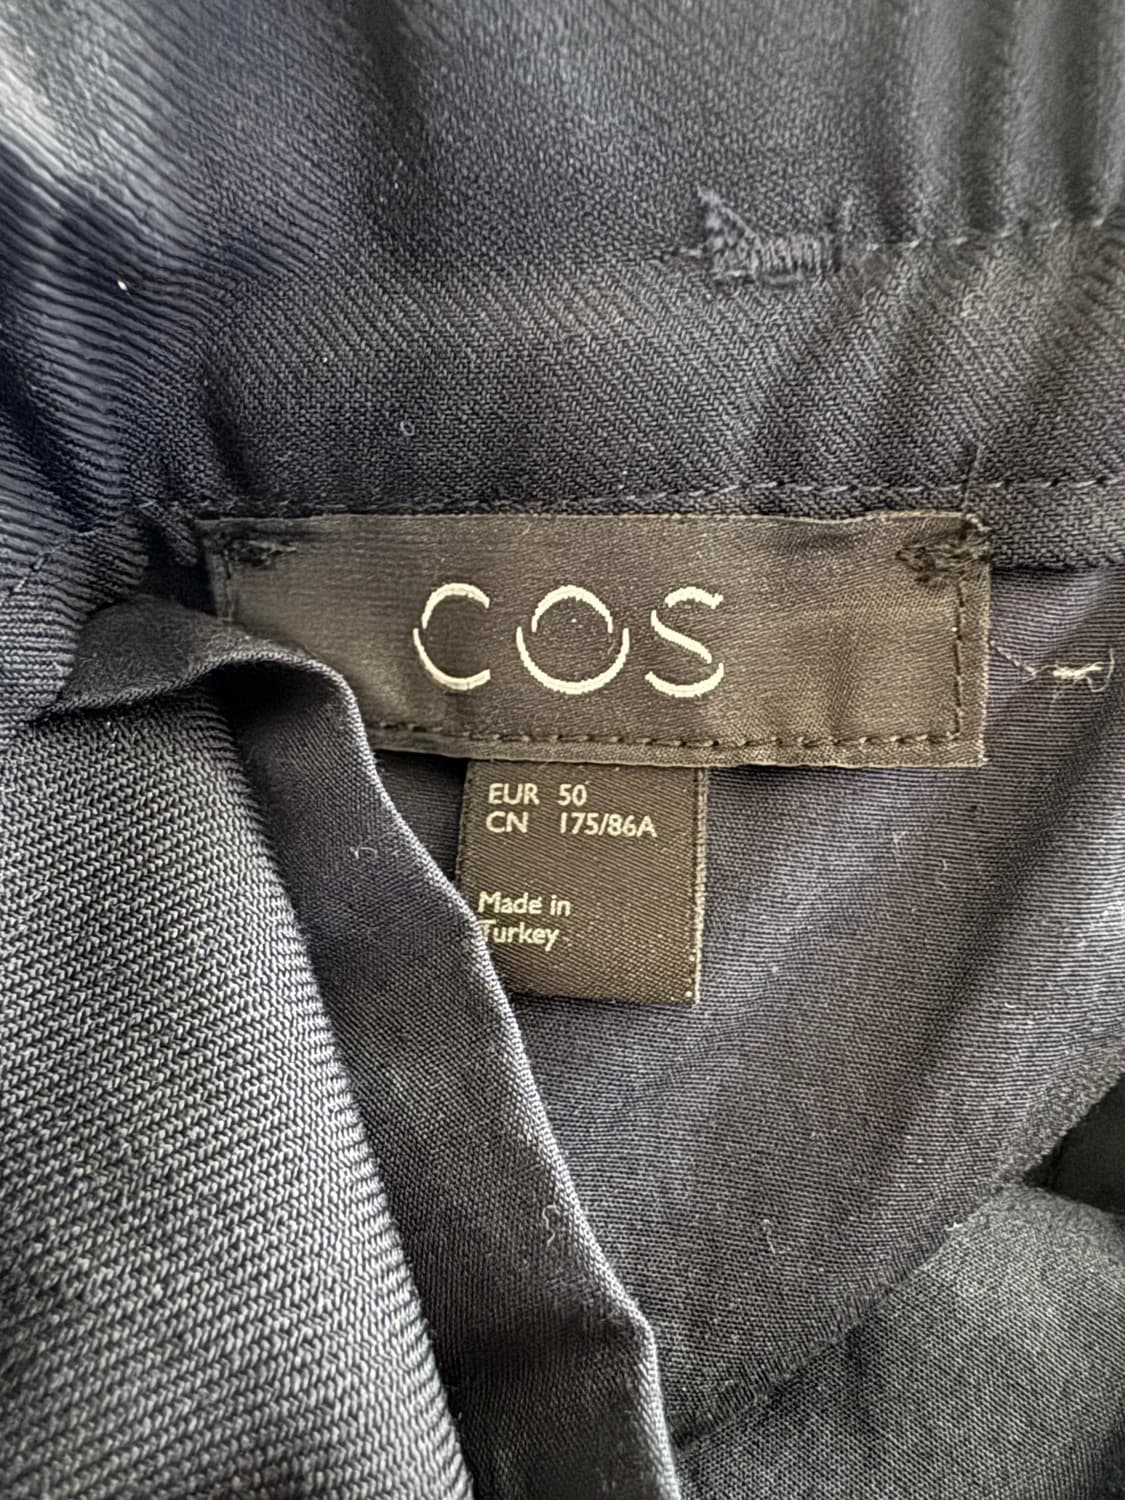 COS
EUR 50
CN 175/86A
Made in
Turkey